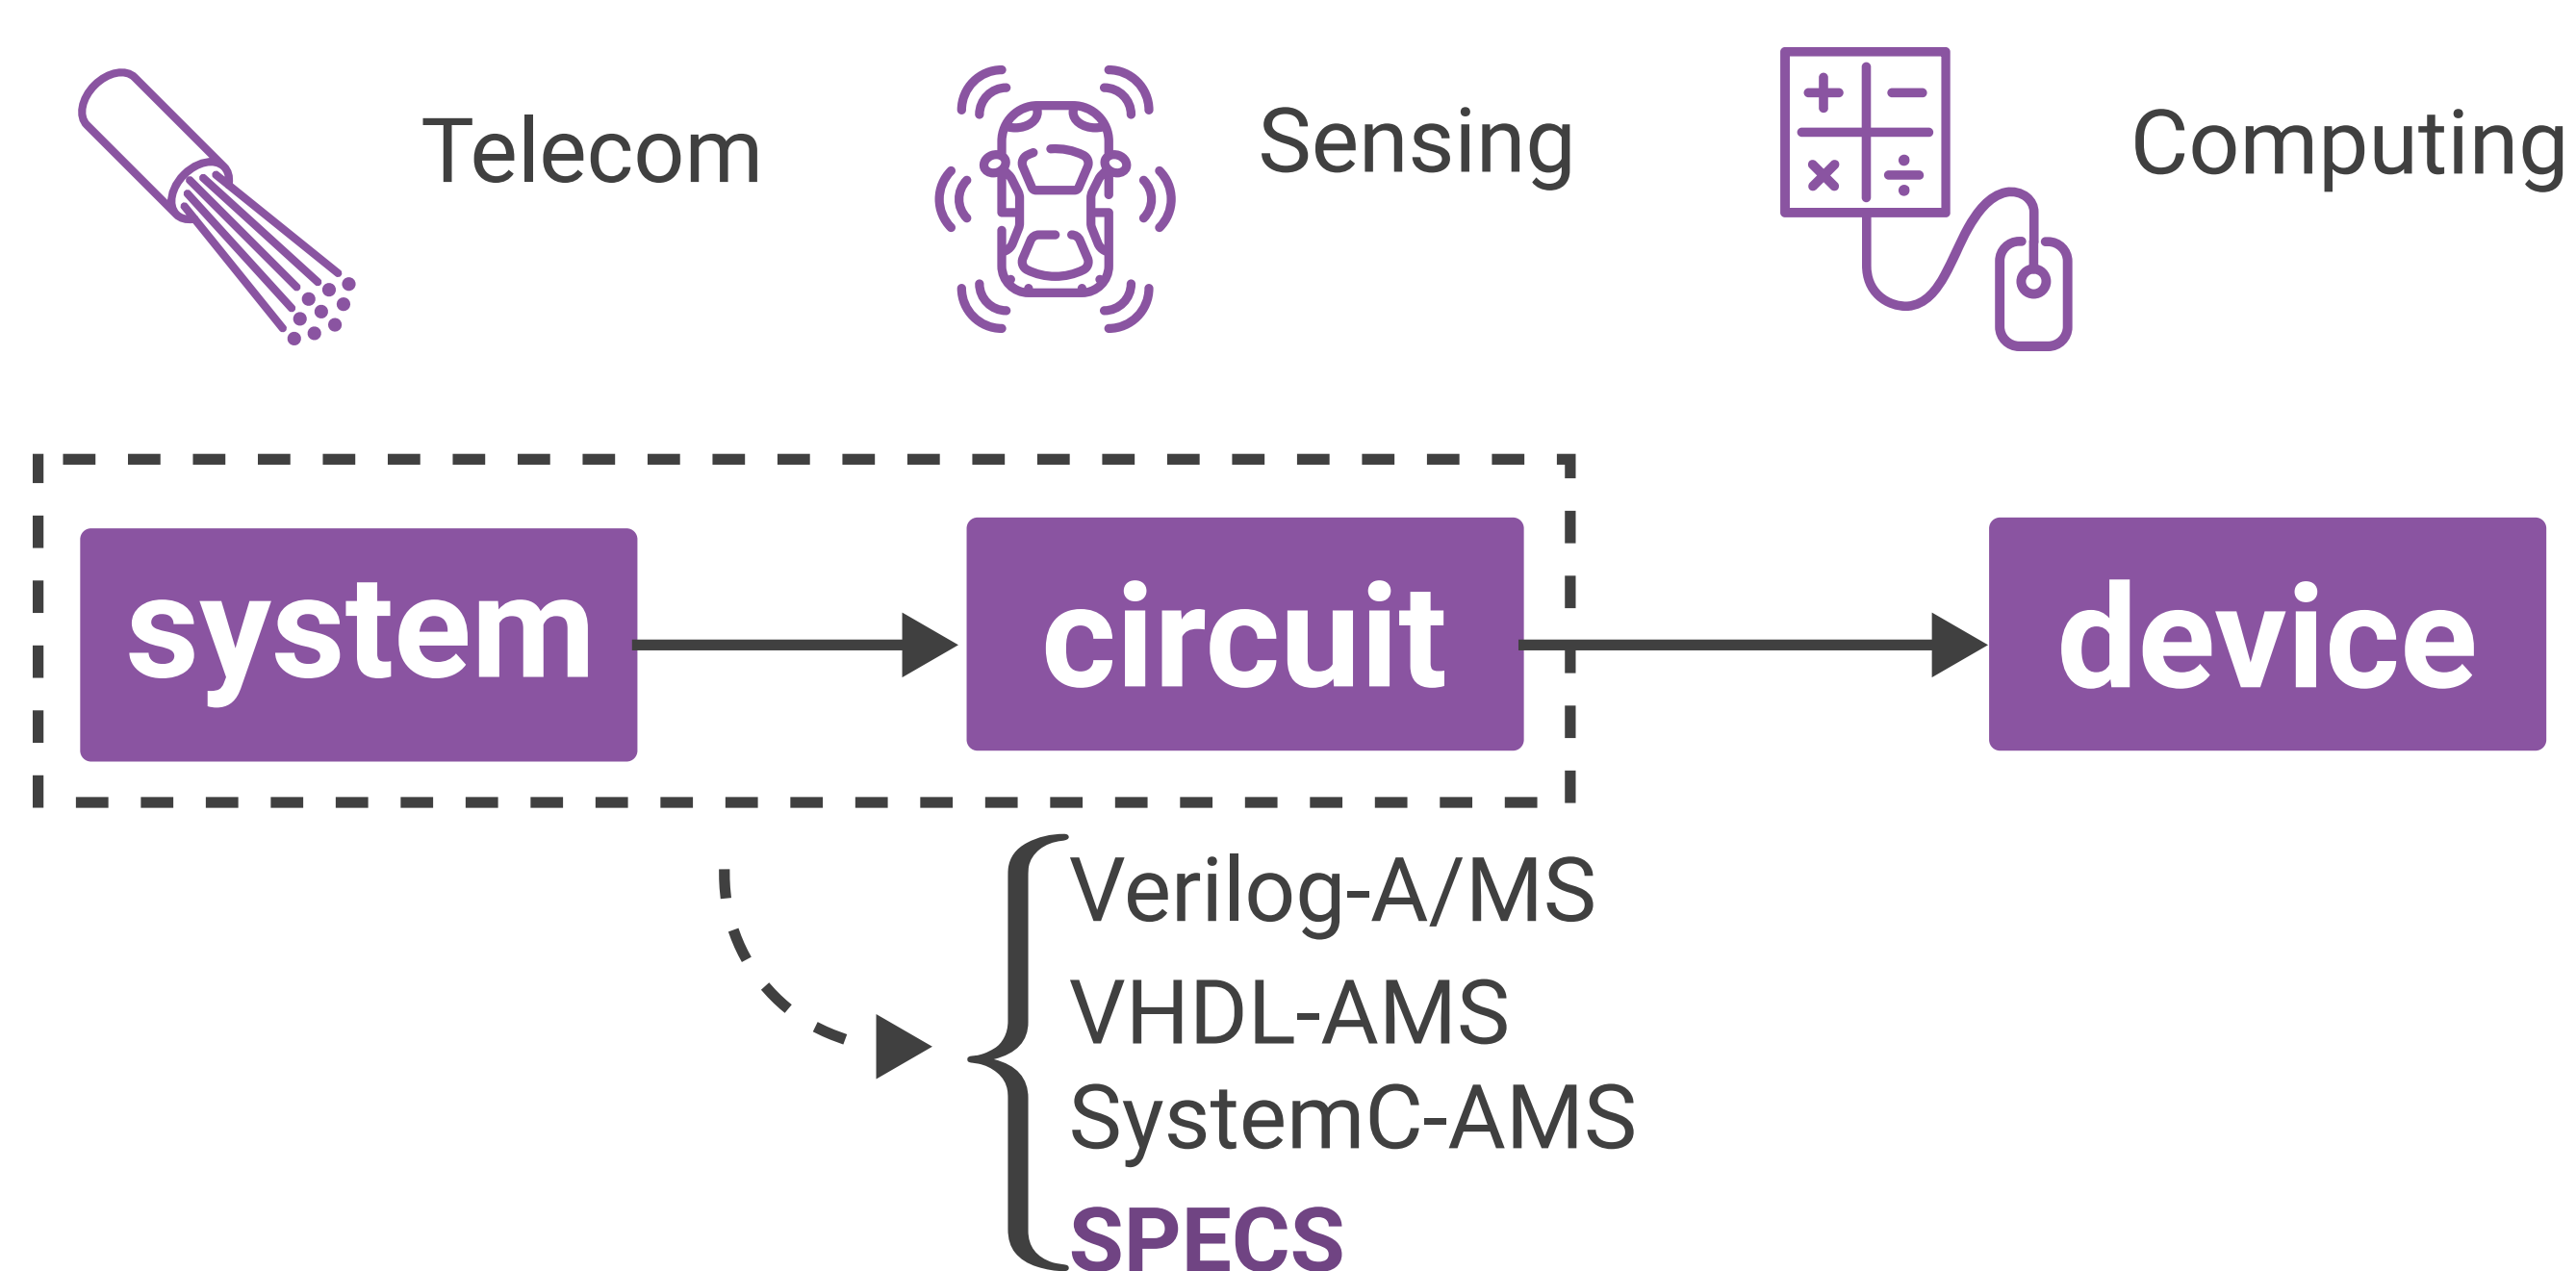 Telecom
Sensing
Computing
system
circuit
device
Verilog-A/MS
VHDL-AMS
SystemC-AMS
SPECS